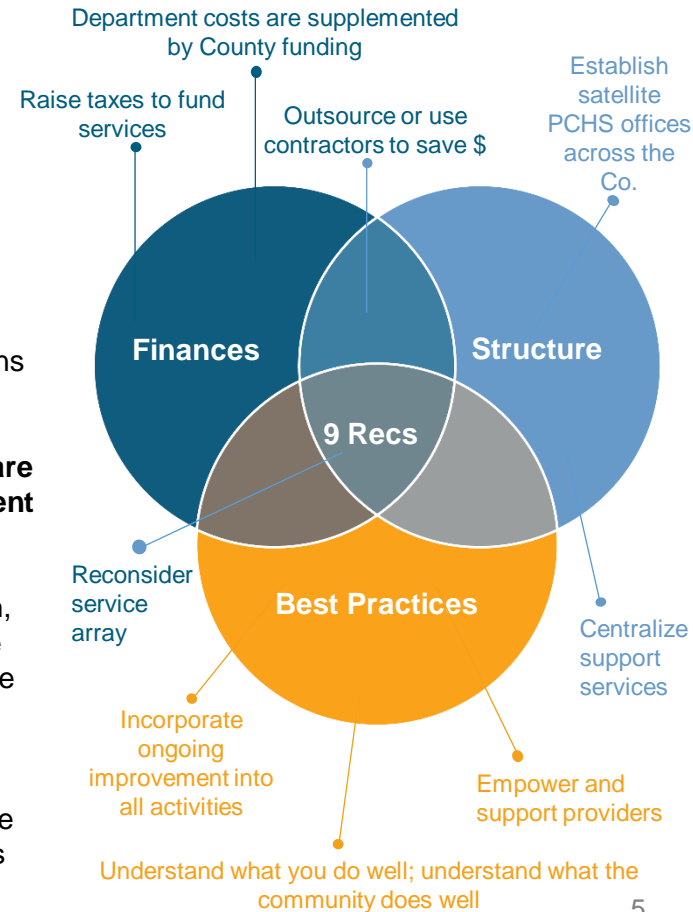 Department costs are supplemented
by County funding
Raise taxes to fund
services
Outsource or use
contractors to save $
Establish
satellite
PCHS offices
across the
Co.
Finances
Structure
9 Recs
Best Practices
Reconsider
service
array
Centralize
support
services
Incorporate
ongoing
improvement into
all activities
Empower and
support providers
Understand what you do well; understand what the
community does well
5